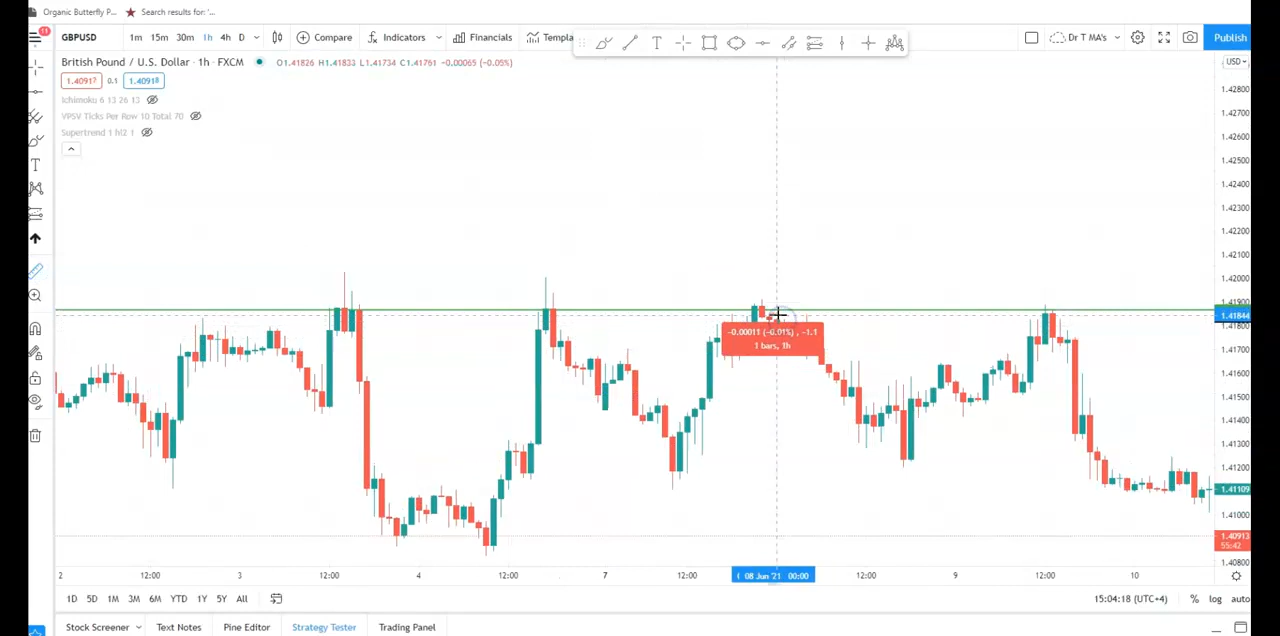 Organic Butterfly P... Search results for: '...
11 GBPUSD 1m 15m 30m 1h 4h D Compare Indicators Financials Templa Dr T MA's Publish
British Pound / U.S. Dollar · 1h · FXCM O1.41826 H1.41833 L1.41734 C1.41761 −0.00065 (−0.05%) USD
1.40917 0.1 1.40918
Ichimoku 6 13 26 13
VPSV Ticks Per Row 10 Total 70
Supertrend 1 hl2 1
1.42800
1.42700
1.42600
1.42500
1.42400
1.42300
1.42200
1.42100
1.42000
1.41900
1.41844
1.41800
1.41700
1.41600
1.41500
1.41400
1.41300
1.41200
1.41109
1.41000
1.40913
55:42
1.40800
-0.00011 (-0.01%) , -1.1
1 bars, 1h
2 12:00 3 12:00 4 12:00 7 12:00 08 Jun '21 00:00 12:00 9 12:00 10
1D 5D 1M 3M 6M YTD 1Y 5Y All 15:04:18 (UTC+4) % log auto
Stock Screener Text Notes Pine Editor Strategy Tester Trading Panel